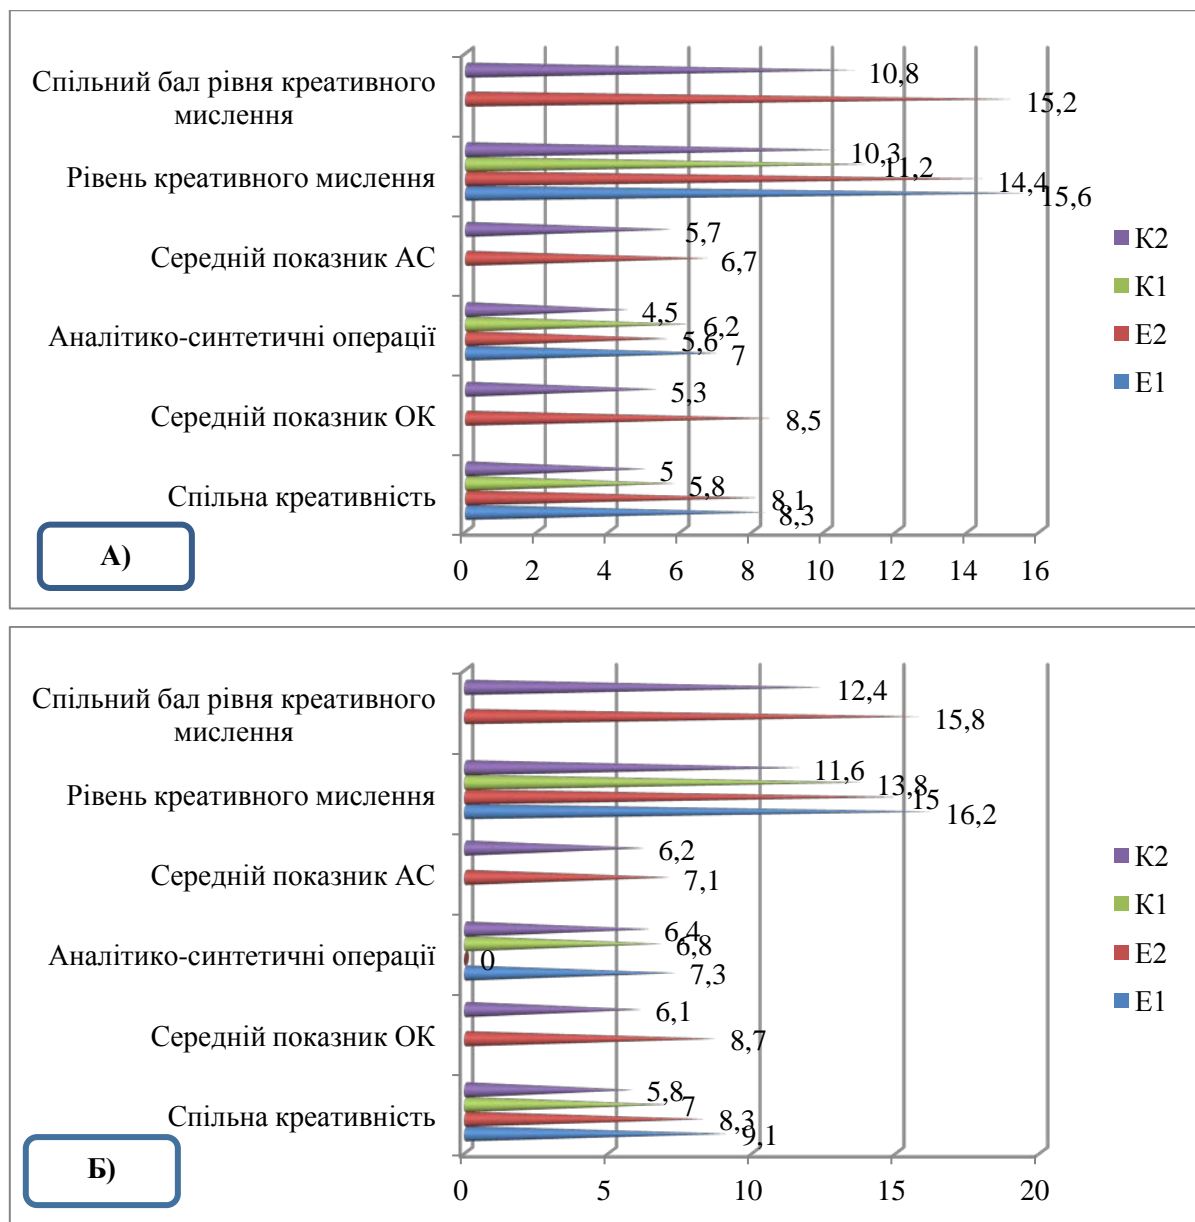 Спільний бал рівня креативного
мислення
10,8
15,2
Рівень креативного мислення
10,3
11,2
14,4
15,6
Середній показник АС
5,7
6,7
Аналітико-синтетичні операції
4,5
6,2
5,6
7
Середній показник ОК
5,3
8,5
Спільна креативність
5
5,8
8,1
8,3
К2
К1
Е2
Е1
А)
0 2 4 6 8 10 12 14 16
Спільний бал рівня креативного
мислення
12,4
15,8
Рівень креативного мислення
11,6
13,8
15
16,2
Середній показник АС
6,2
7,1
Аналітико-синтетичні операції
6,4
6,8
0
7,3
Середній показник ОК
6,1
8,7
Спільна креативність
5,8
7
8,3
9,1
К2
К1
Е2
Е1
Б)
0 5 10 15 20